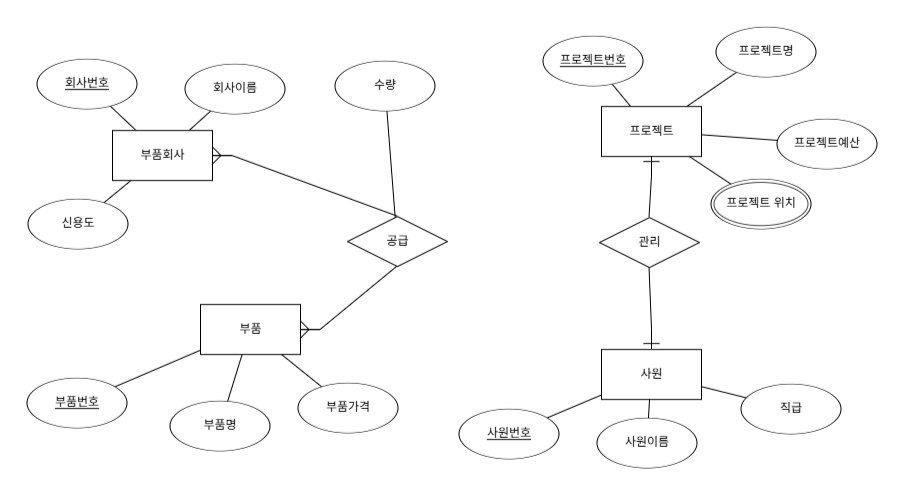 회사번호
회사이름
수량
부품회사
신용도
공급
부품
부품번호
부품명
부품가격
프로젝트번호
프로젝트명
프로젝트
프로젝트예산
프로젝트 위치
관리
사원
사원번호
사원이름
직급